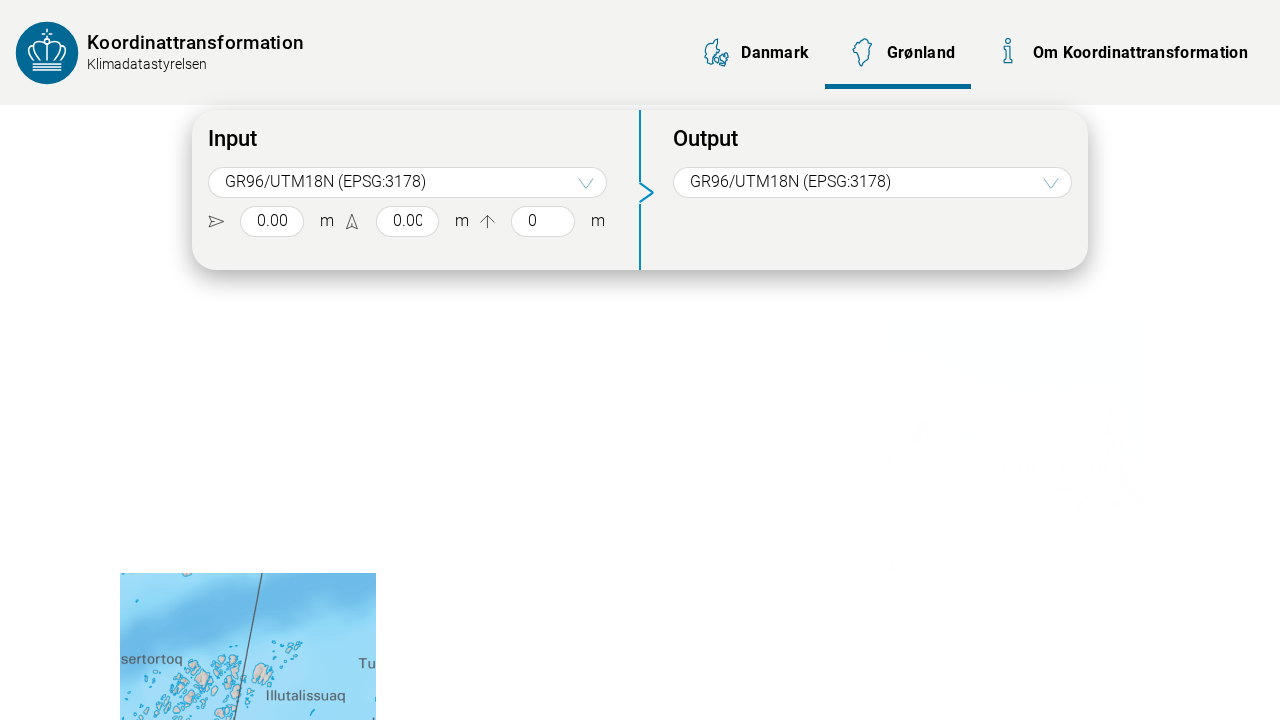 Koordinattransformation
Klimadatastyrelsen
Danmark
Grønland
Om Koordinattransformation
Input
GR96/UTM18N (EPSG:3178)
0.00 m 0.00 m 0 m
Output
GR96/UTM18N (EPSG:3178)
sertortoq
Tu
Illutalissuaq